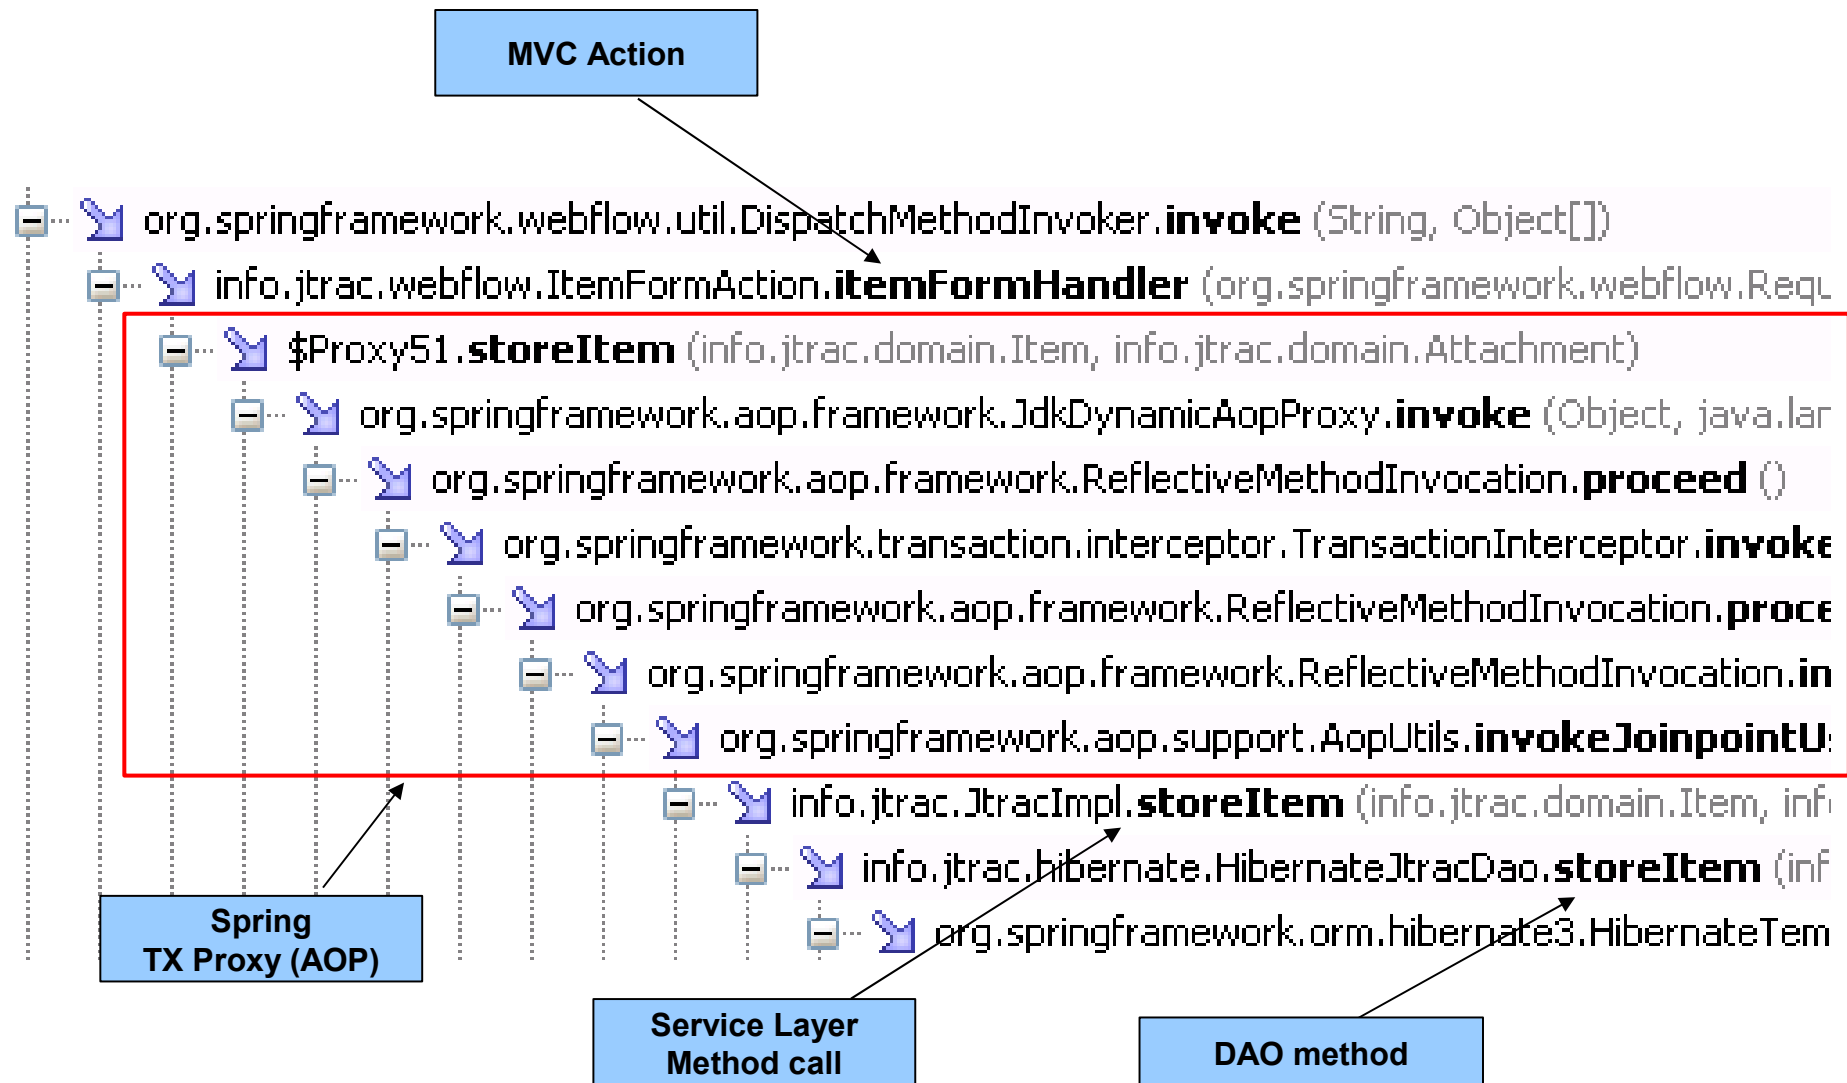 MVC Action
org.springframework.webflow.util.DispatchMethodInvoker.invoke (String, Object[])
info.jtrac.webflow.ItemFormAction.itemFormHandler (org.springframework.webflow.Requ
$Proxy51.storeItem (info.jtrac.domain.Item, info.jtrac.domain.Attachment)
org.springframework.aop.framework.JdkDynamicAopProxy.invoke (Object, java.lan
org.springframework.aop.framework.ReflectiveMethodInvocation.proceed ()
org.springframework.transaction.interceptor.TransactionInterceptor.invoke
org.springframework.aop.framework.ReflectiveMethodInvocation.proce
org.springframework.aop.framework.ReflectiveMethodInvocation.in
org.springframework.aop.support.AopUtils.invokeJoinpointUs
info.jtrac.JtracImpl.storeItem (info.jtrac.domain.Item, inf
info.jtrac.hibernate.HibernateJtracDao.storeItem (inf
org.springframework.orm.hibernate3.HibernateTem
Spring
TX Proxy (AOP)
Service Layer
Method call
DAO method